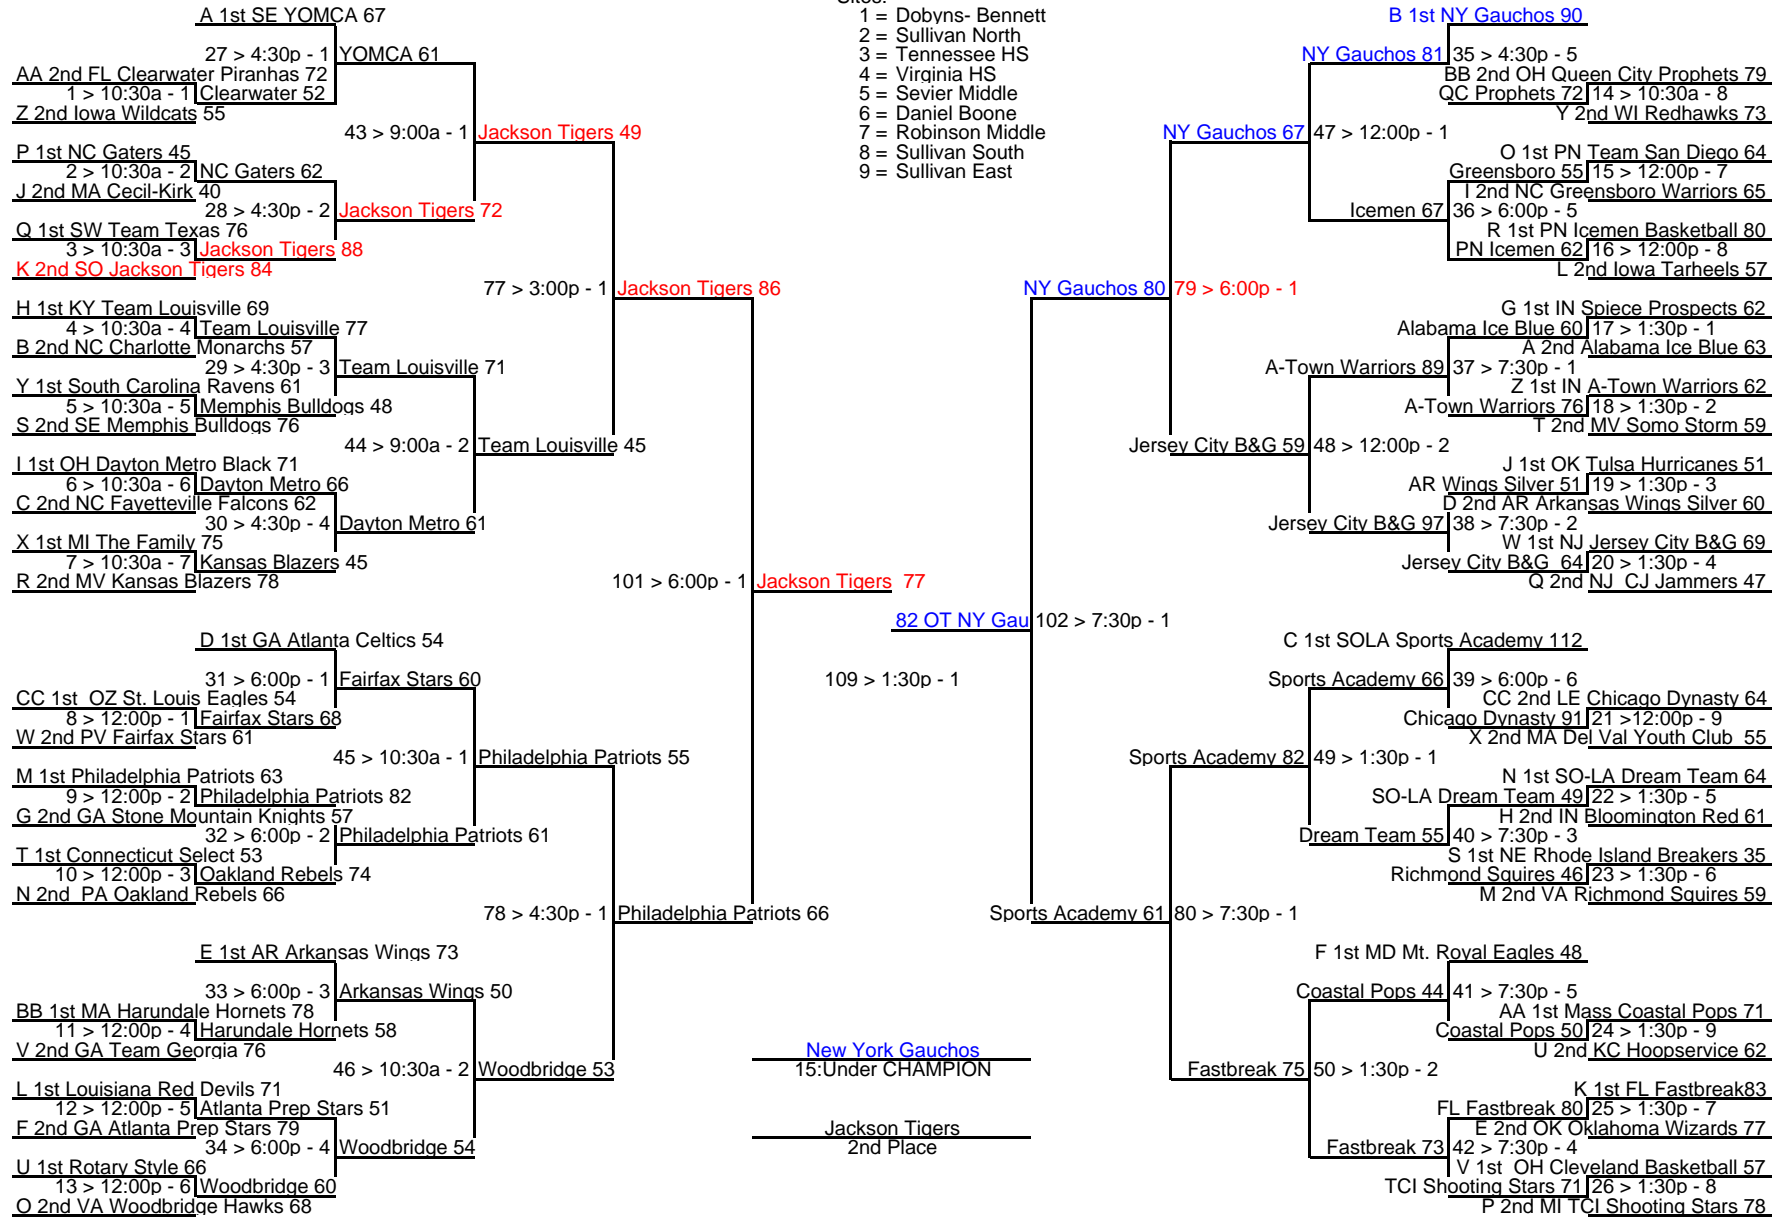 Sites:
1 = Dobyns- Bennett
2 = Sullivan North
3 = Tennessee HS
4 = Virginia HS
5 = Sevier Middle
6 = Daniel Boone
7 = Robinson Middle
8 = Sullivan South
9 = Sullivan East
A 1st SE YOMCA 67
27 > 4:30p - 1
YOMCA 61
AA 2nd FL Clearwater Piranhas 72
1 > 10:30a - 1
Clearwater 52
Z 2nd Iowa Wildcats 55
43 > 9:00a - 1
Jackson Tigers 49
P 1st NC Gaters 45
2 > 10:30a - 2
NC Gaters 62
J 2nd MA Cecil-Kirk 40
28 > 4:30p - 2
Jackson Tigers 72
Q 1st SW Team Texas 76
3 > 10:30a - 3
Jackson Tigers 88
K 2nd SO Jackson Tigers 84
77 > 3:00p - 1
Jackson Tigers 86
H 1st KY Team Louisville 69
4 > 10:30a - 4
Team Louisville 77
B 2nd NC Charlotte Monarchs 57
29 > 4:30p - 3
Team Louisville 71
Y 1st South Carolina Ravens 61
5 > 10:30a - 5
Memphis Bulldogs 48
S 2nd SE Memphis Bulldogs 76
44 > 9:00a - 2
Team Louisville 45
I 1st OH Dayton Metro Black 71
6 > 10:30a - 6
Dayton Metro 66
C 2nd NC Fayetteville Falcons 62
30 > 4:30p - 4
Dayton Metro 61
X 1st MI The Family 75
7 > 10:30a - 7
Kansas Blazers 45
R 2nd MV Kansas Blazers 78
101 > 6:00p - 1
Jackson Tigers 77
D 1st GA Atlanta Celtics 54
31 > 6:00p - 1
Fairfax Stars 60
CC 1st OZ St. Louis Eagles 54
8 > 12:00p - 1
Fairfax Stars 68
W 2nd PV Fairfax Stars 61
45 > 10:30a - 1
Philadelphia Patriots 55
M 1st Philadelphia Patriots 63
9 > 12:00p - 2
Philadelphia Patriots 82
G 2nd GA Stone Mountain Knights 57
32 > 6:00p - 2
Philadelphia Patriots 61
T 1st Connecticut Select 53
10 > 12:00p - 3
Oakland Rebels 74
N 2nd PA Oakland Rebels 66
78 > 4:30p - 1
Philadelphia Patriots 66
E 1st AR Arkansas Wings 73
33 > 6:00p - 3
Arkansas Wings 50
BB 1st MA Harundale Hornets 78
11 > 12:00p - 4
Harundale Hornets 58
V 2nd GA Team Georgia 76
46 > 10:30a - 2
Woodbridge 53
L 1st Louisiana Red Devils 71
12 > 12:00p - 5
Atlanta Prep Stars 51
F 2nd GA Atlanta Prep Stars 79
34 > 6:00p - 4
Woodbridge 54
U 1st Rotary Style 66
13 > 12:00p - 6
Woodbridge 60
O 2nd VA Woodbridge Hawks 68
82 OT NY Gau
102 > 7:30p - 1
109 > 1:30p - 1
New York Gauchos
15:Under CHAMPION
Jackson Tigers
2nd Place
B 1st NY Gauchos 90
NY Gauchos 81
35 > 4:30p - 5
BB 2nd OH Queen City Prophets 79
QC Prophets 72
14 > 10:30a - 8
Y 2nd WI Redhawks 73
NY Gauchos 67
47 > 12:00p - 1
O 1st PN Team San Diego 64
Greensboro 55
15 > 12:00p - 7
I 2nd NC Greensboro Warriors 65
Icemen 67
36 > 6:00p - 5
R 1st PN Icemen Basketball 80
PN Icemen 62
16 > 12:00p - 8
L 2nd Iowa Tarheels 57
NY Gauchos 80
79 > 6:00p - 1
G 1st IN Spiece Prospects 62
Alabama Ice Blue 60
17 > 1:30p - 1
A 2nd Alabama Ice Blue 63
A-Town Warriors 89
37 > 7:30p - 1
Z 1st IN A-Town Warriors 62
A-Town Warriors 76
18 > 1:30p - 2
T 2nd MV Somo Storm 59
Jersey City B&G 59
48 > 12:00p - 2
J 1st OK Tulsa Hurricanes 51
AR Wings Silver 51
19 > 1:30p - 3
D 2nd AR Arkansas Wings Silver 60
Jersey City B&G 97
38 > 7:30p - 2
W 1st NJ Jersey City B&G 69
Jersey City B&G 64
20 > 1:30p - 4
Q 2nd NJ CJ Jammers 47
C 1st SOLA Sports Academy 112
Sports Academy 66
39 > 6:00p - 6
CC 2nd LE Chicago Dynasty 64
Chicago Dynasty 91
21 >12:00p - 9
X 2nd MA Del Val Youth Club 55
Sports Academy 82
49 > 1:30p - 1
N 1st SO-LA Dream Team 64
SO-LA Dream Team 49
22 > 1:30p - 5
H 2nd IN Bloomington Red 61
Dream Team 55
40 > 7:30p - 3
S 1st NE Rhode Island Breakers 35
Richmond Squires 46
23 > 1:30p - 6
M 2nd VA Richmond Squires 59
Sports Academy 61
80 > 7:30p - 1
F 1st MD Mt. Royal Eagles 48
Coastal Pops 44
41 > 7:30p - 5
AA 1st Mass Coastal Pops 71
Coastal Pops 50
24 > 1:30p - 9
U 2nd KC Hoopservice 62
Fastbreak 75
50 > 1:30p - 2
K 1st FL Fastbreak83
FL Fastbreak 80
25 > 1:30p - 7
E 2nd OK Oklahoma Wizards 77
Fastbreak 73
42 > 7:30p - 4
V 1st OH Cleveland Basketball 57
TCI Shooting Stars 71
26 > 1:30p - 8
P 2nd MI TCI Shooting Stars 78